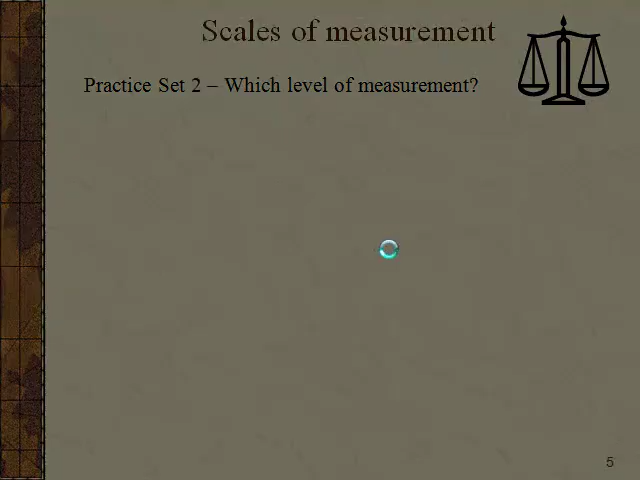 Scales of measurement
Practice Set 2 – Which level of measurement?
5